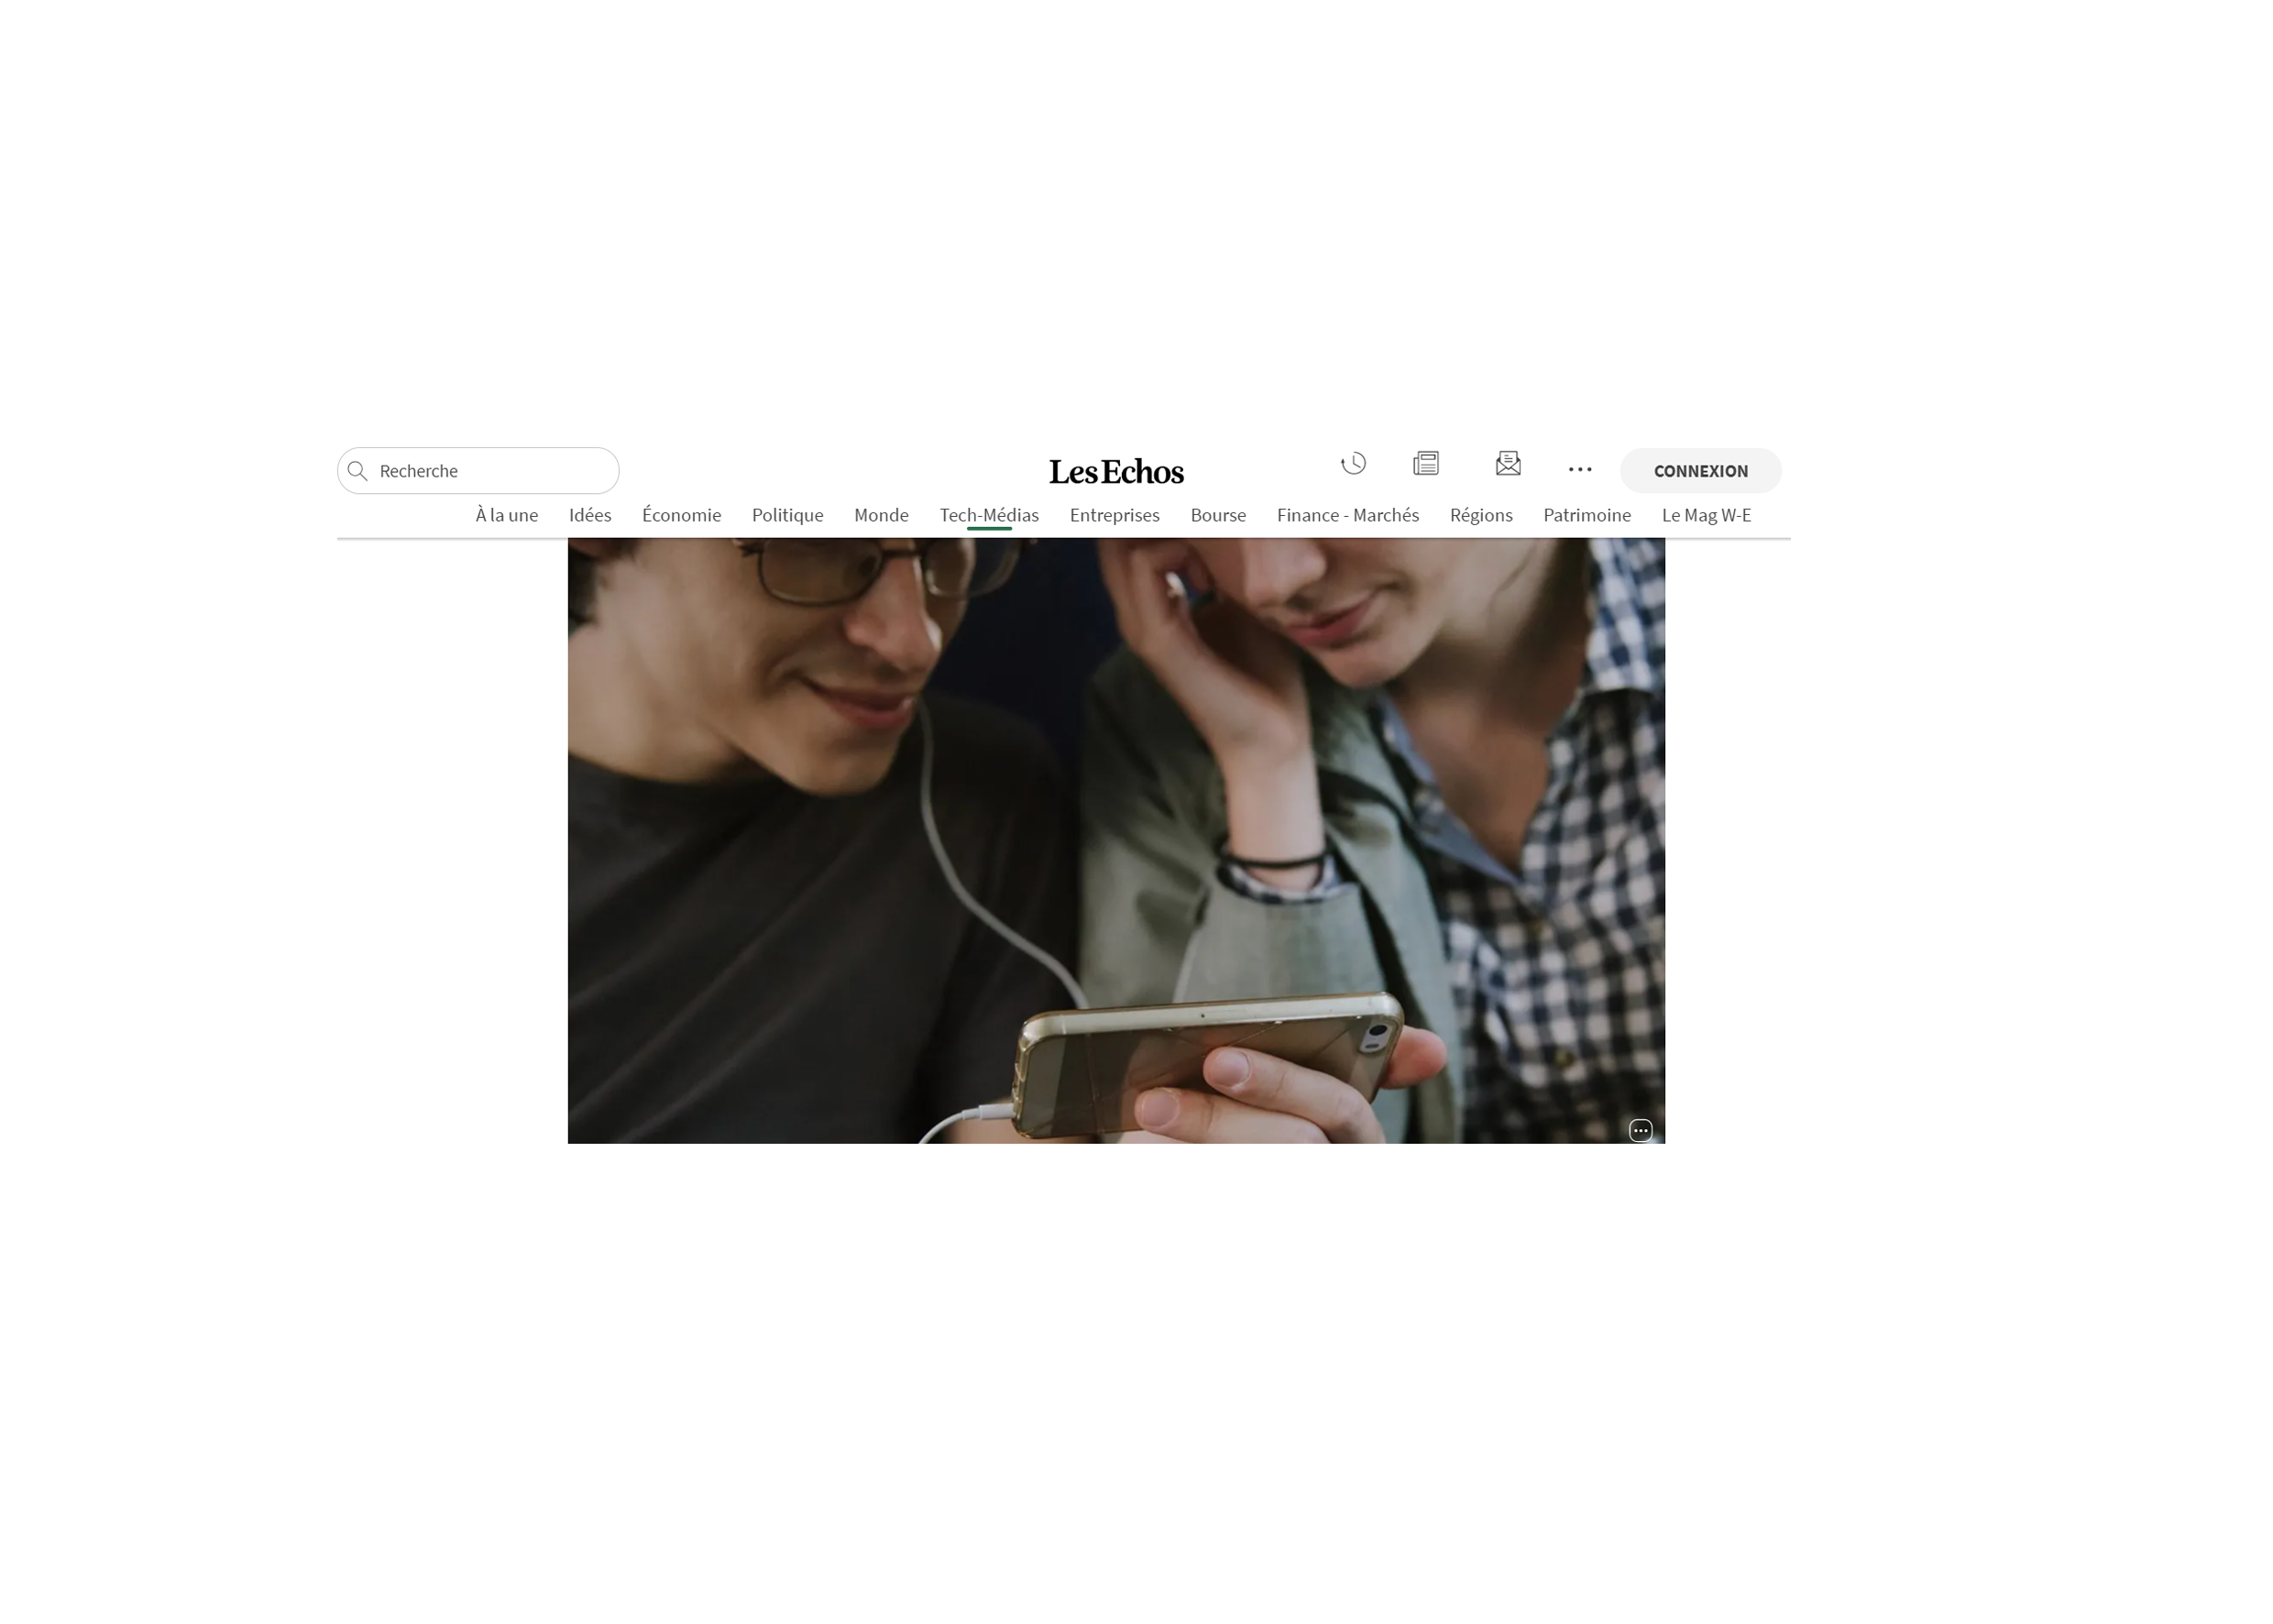 Recherche
Les Echos
CONNEXION
À la une Idées Économie Politique Monde Tech-Médias Entreprises Bourse Finance - Marchés Régions Patrimoine Le Mag W-E